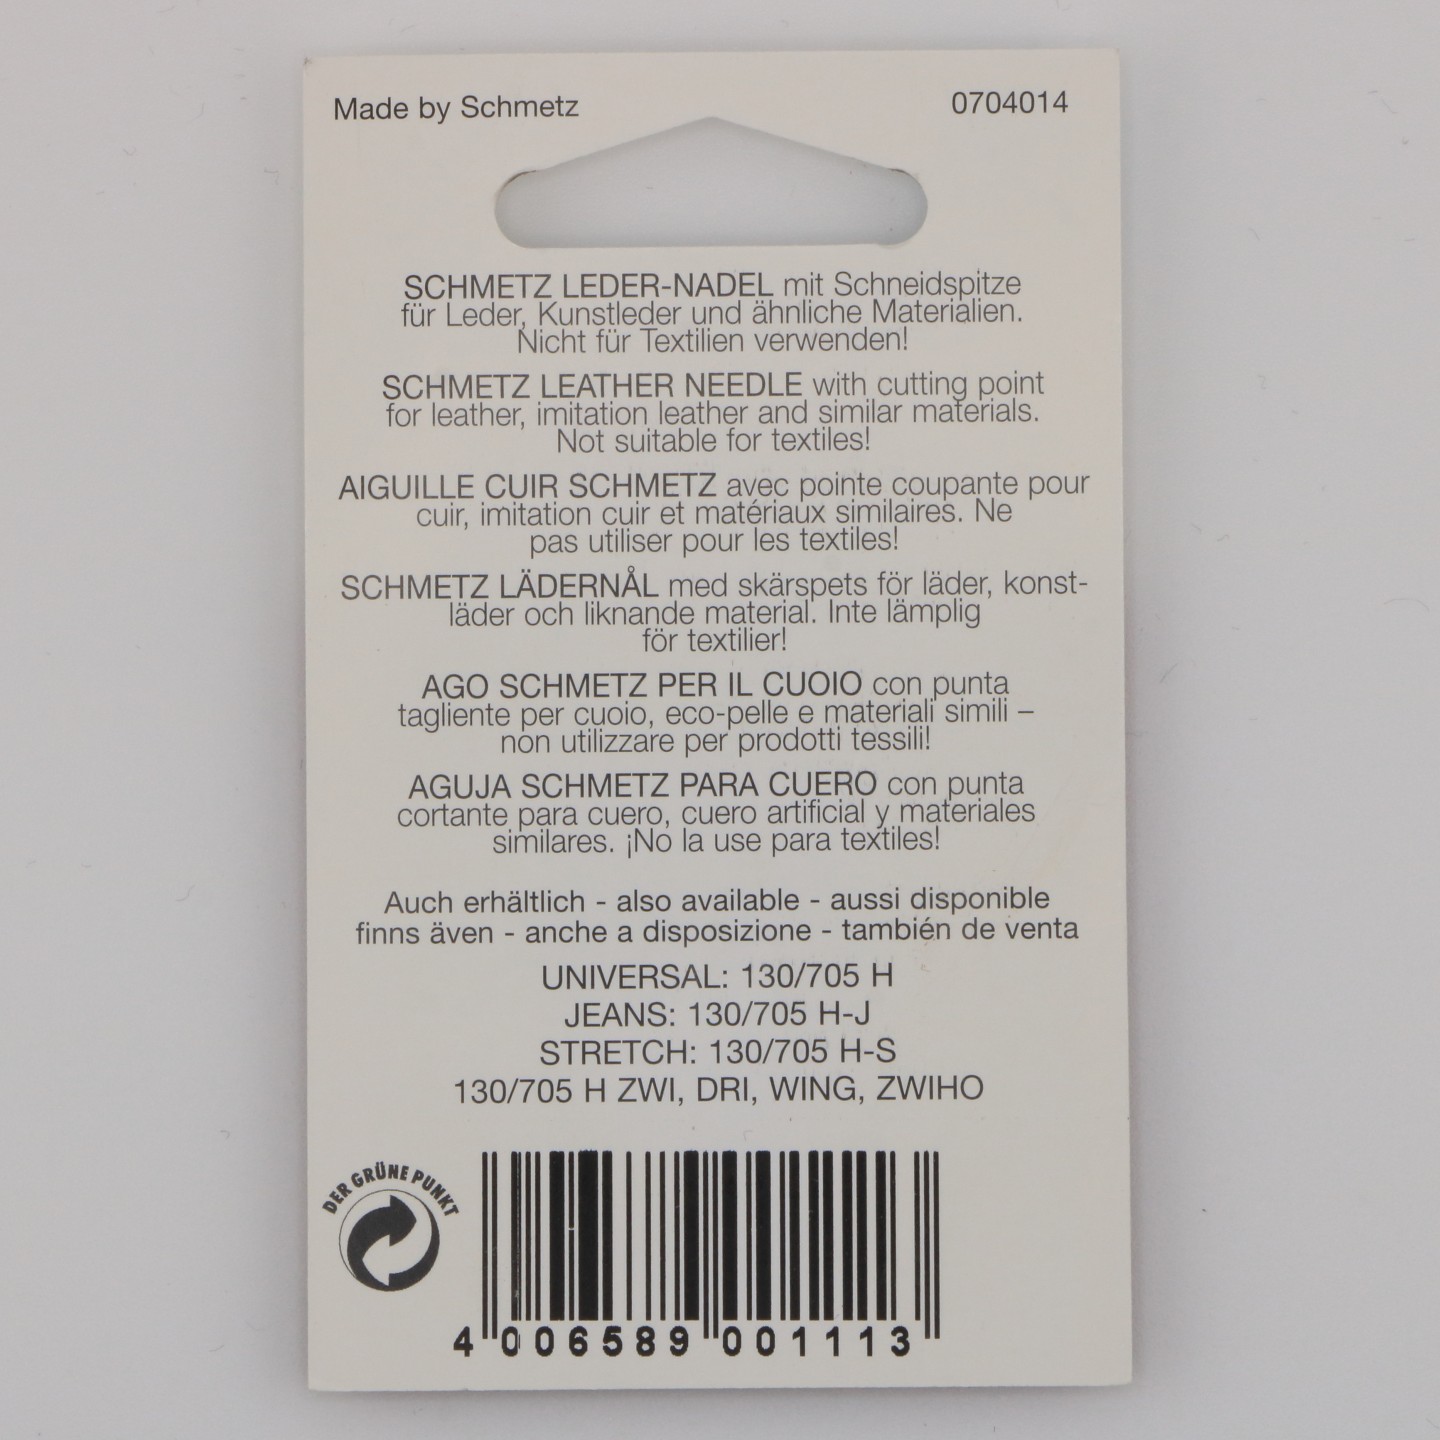 Made by Schmetz
0704014
SCHMETZ LEDER-NADEL mit Schneidspitze
für Leder, Kunstleder und ähnliche Materialien.
Nicht für Textilien verwenden!
SCHMETZ LEATHER NEEDLE with cutting point
for leather, imitation leather and similar materials.
Not suitable for textiles!
AIGUILLE CUIR SCHMETZ avec pointe coupante pour
cuir, imitation cuir et matériaux similaires. Ne
pas utiliser pour les textiles!
SCHMETZ LÄDERNÅL med skärspets för läder, konst-
läder och liknande material. Inte lämplig
för textilier!
AGO SCHMETZ PER IL CUOIO con punta
tagliente per cuoio, eco-pelle e materiali simili –
non utilizzare per prodotti tessili!
AGUJA SCHMETZ PARA CUERO con punta
cortante para cuero, cuero artificial y materiales
similares. ¡No la use para textiles!
Auch erhältlich - also available - aussi disponible
finns även - anche a disposizione - también de venta
UNIVERSAL: 130/705 H
JEANS: 130/705 H-J
STRETCH: 130/705 H-S
130/705 H ZWI, DRI, WING, ZWIHO
DER GRÜNE PUNKT
4 006589 001113